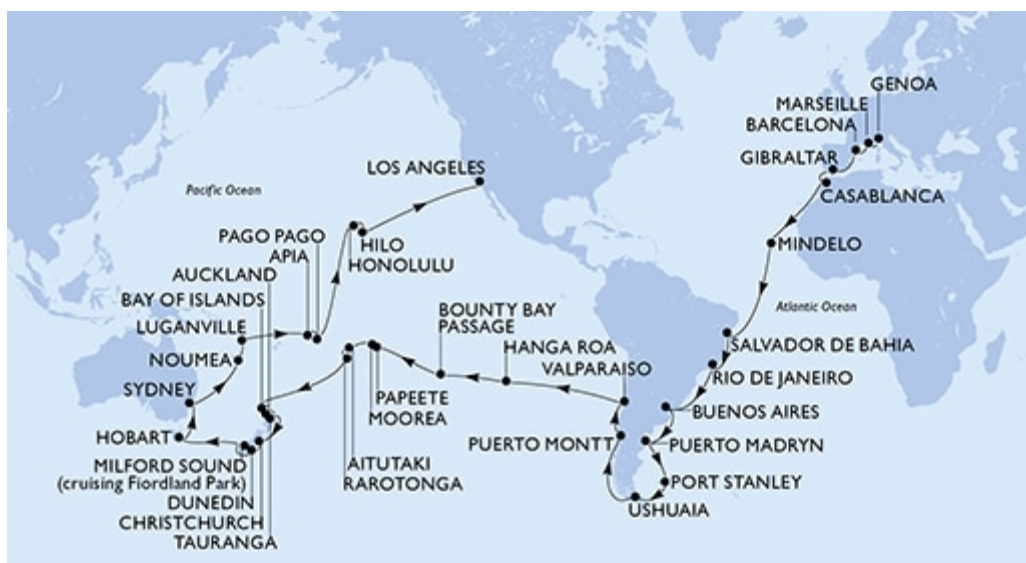 GENOA
MARSEILLE
BARCELONA
GIBRALTAR
CASABLANCA
LOS ANGELES
Pacific Ocean
PAGO PAGO
APIA
HILO
HONOLULU
MINDELO
AUCKLAND
BAY OF ISLANDS
LUGANVILLE
NOUMEA
SYDNEY
HOBART
MILFORD SOUND
(cruising Fiordland Park)
DUNEDIN
CHRISTCHURCH
TAURANGA
BOUNTY BAY
PASSAGE
HANGA ROA
VALPARAISO
PAPEETE
MOOREA
AITUTAKI
RAROTONGA
Atlantic Ocean
SALVADOR DE BAHIA
RIO DE JANEIRO
BUENOS AIRES
PUERTO MONTT
PUERTO MADRYN
PORT STANLEY
USHUAIA